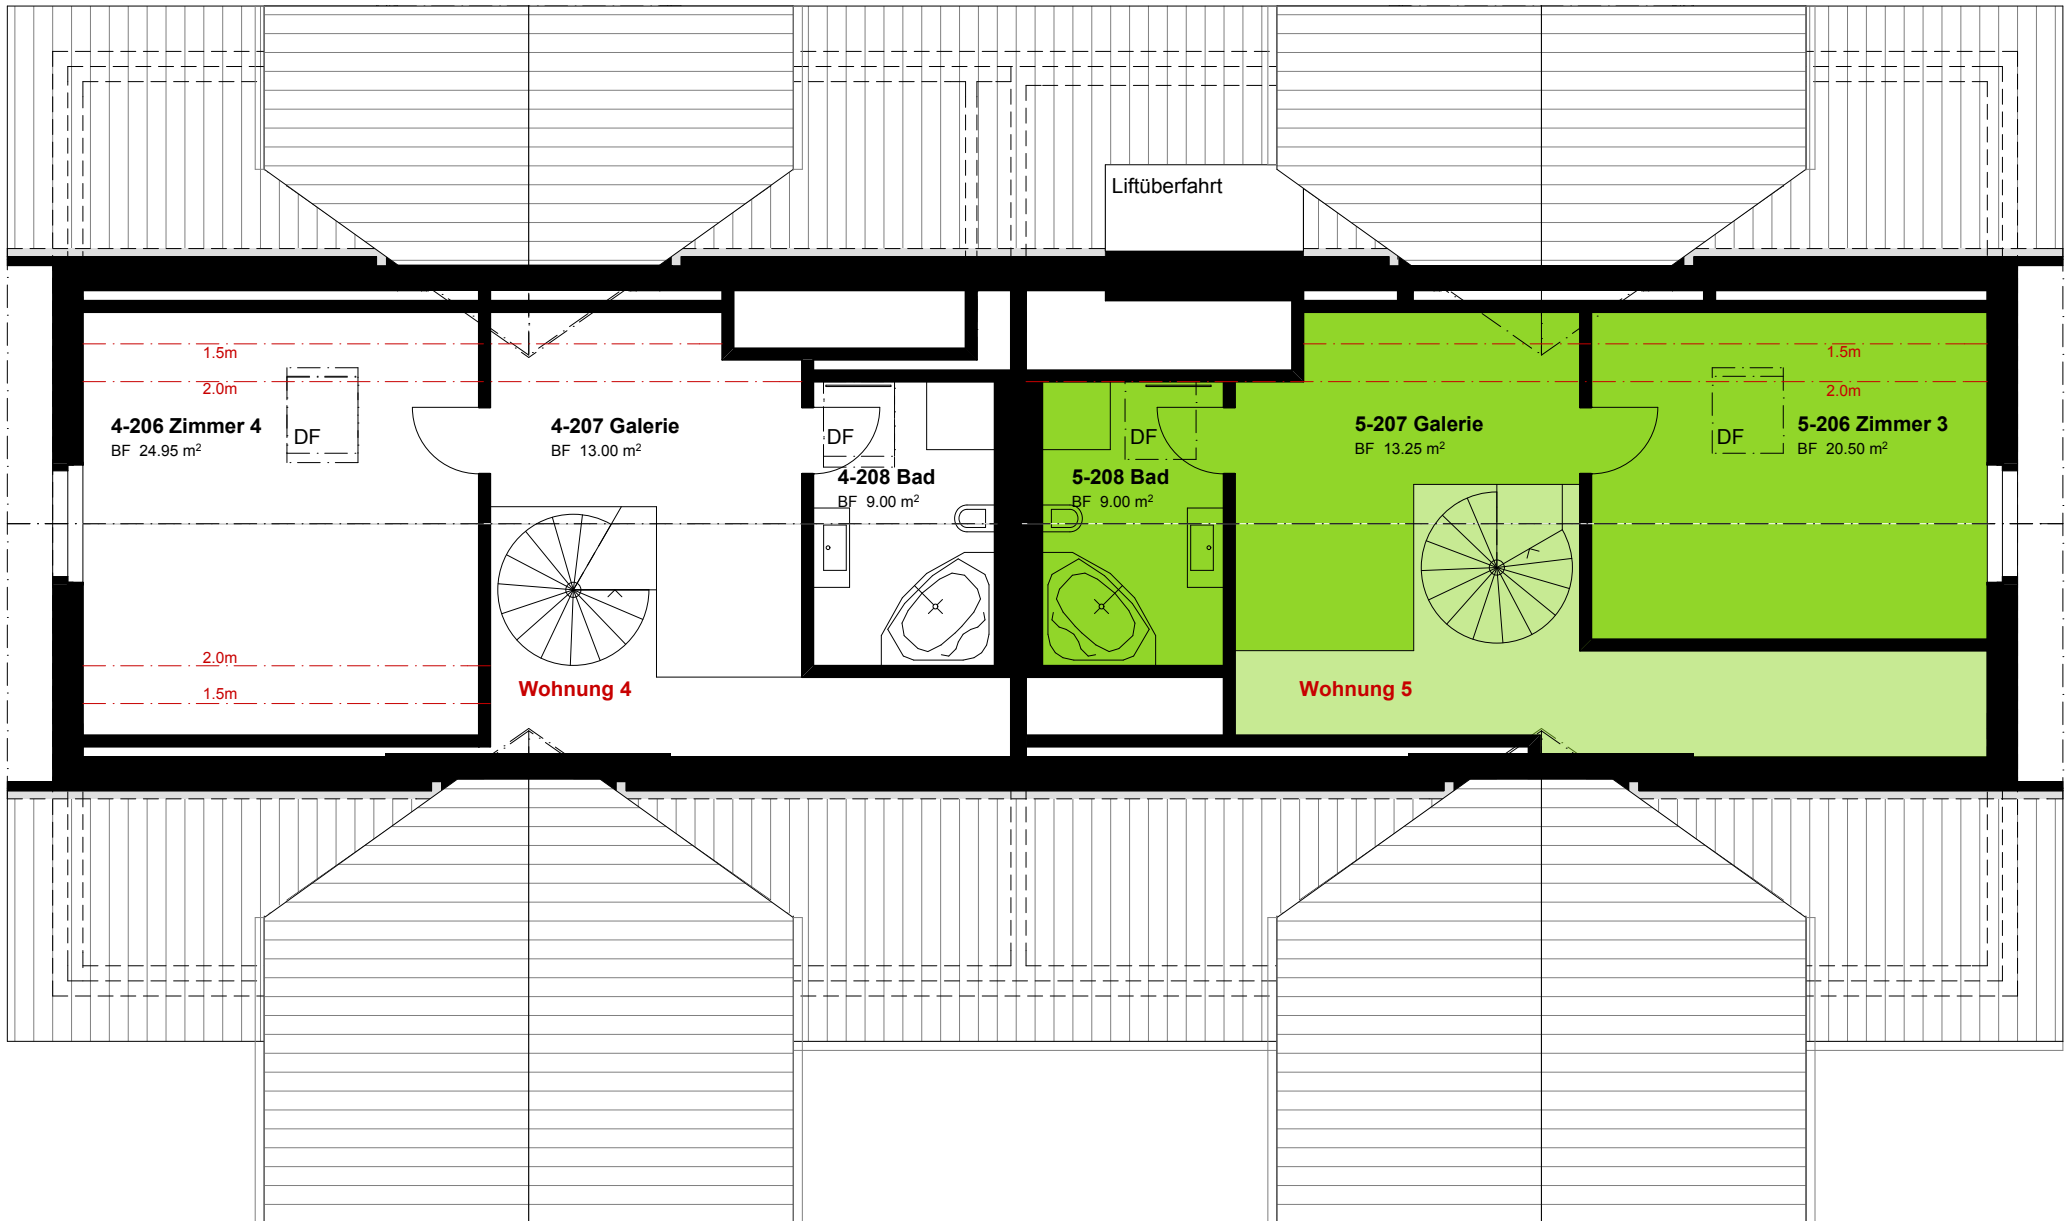 Liftüberfahrt
1.5m
2.0m
4-206 Zimmer 4
BF 24.95 m²
DF
4-207 Galerie
BF 13.00 m²
DF
4-208 Bad
BF 9.00 m²
2.0m
1.5m
Wohnung 4
1.5m
2.0m
DF
5-208 Bad
BF 9.00 m²
5-207 Galerie
BF 13.25 m²
DF
5-206 Zimmer 3
BF 20.50 m²
Wohnung 5